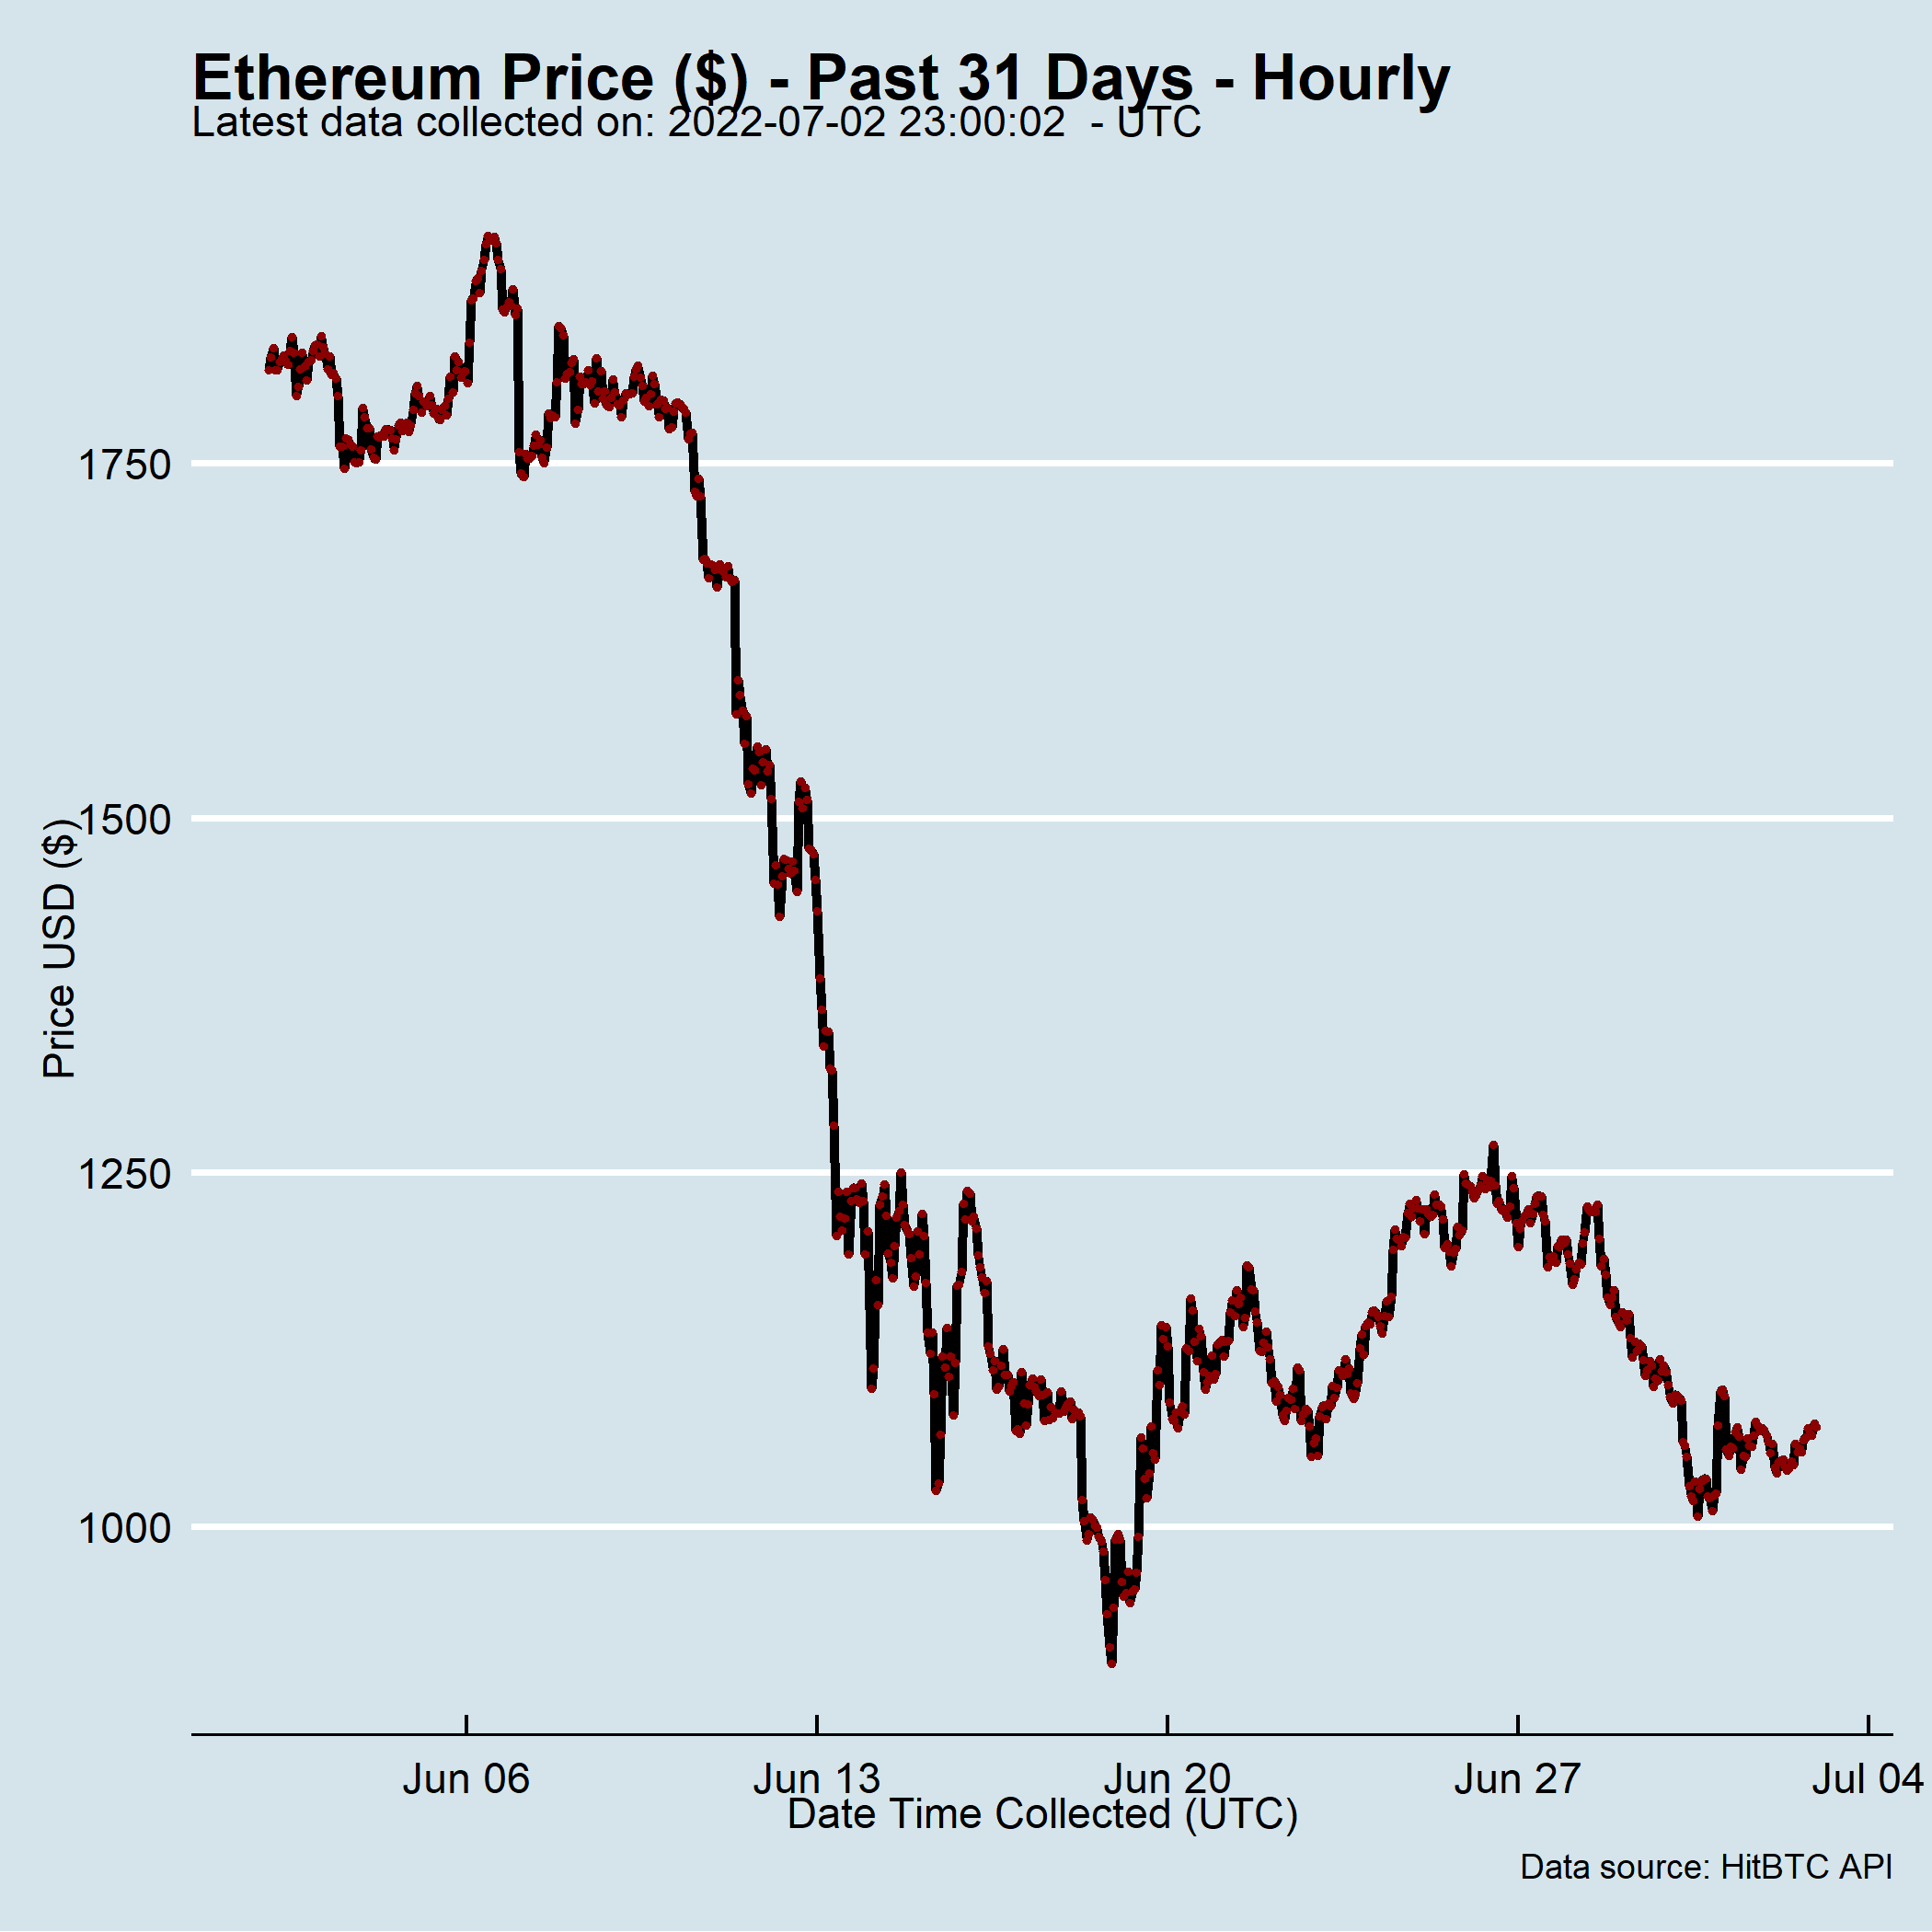 Ethereum Price ($) - Past 31 Days - Hourly
Latest data collected on: 2022-07-02 23:00:02  - UTC
1750
1500
1250
1000
Price USD ($)
Jun 06
Jun 13
Jun 20
Jun 27
Jul 04
Date Time Collected (UTC)
Data source: HitBTC API